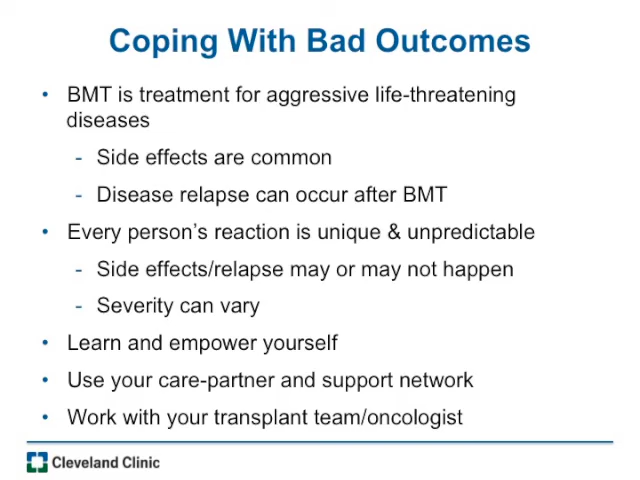 Coping With Bad Outcomes
• BMT is treatment for aggressive life-threatening
diseases
- Side effects are common
- Disease relapse can occur after BMT
• Every person’s reaction is unique & unpredictable
- Side effects/relapse may or may not happen
- Severity can vary
• Learn and empower yourself
• Use your care-partner and support network
• Work with your transplant team/oncologist
Cleveland Clinic